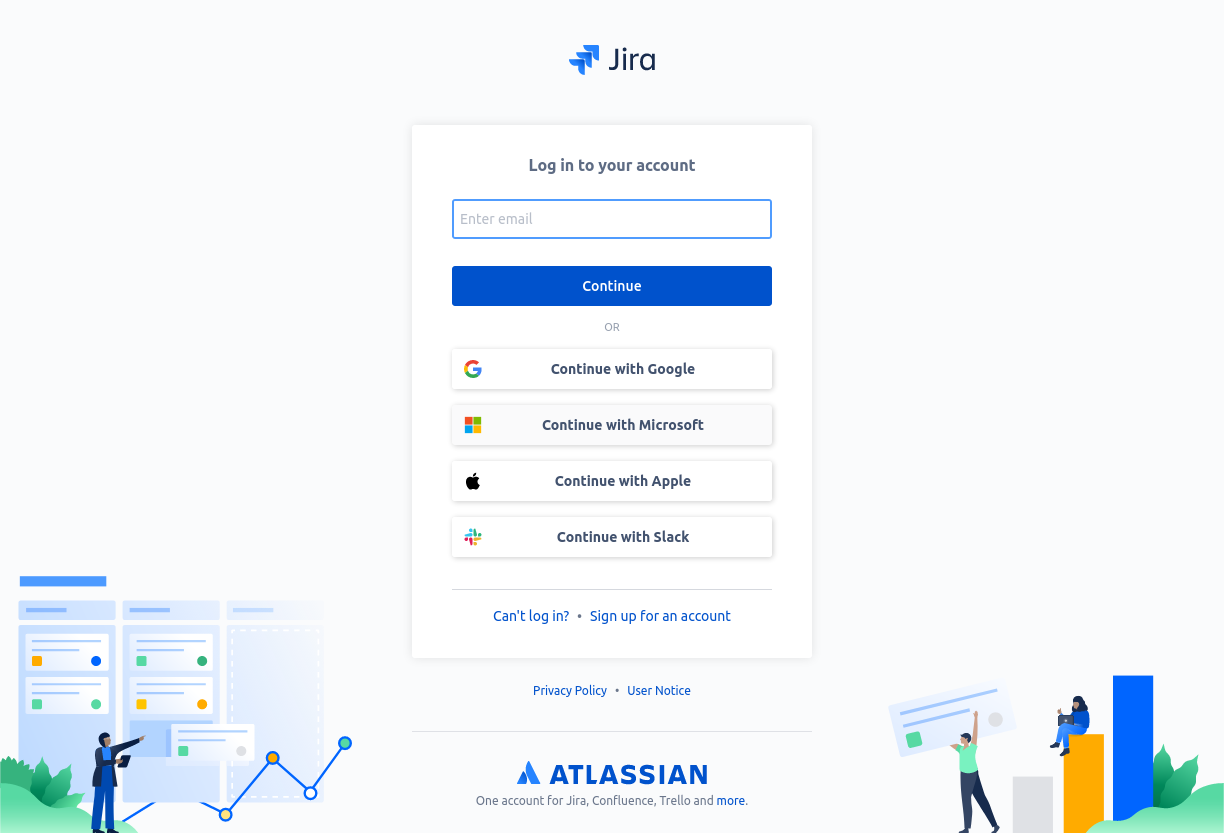 Jira
Log in to your account
Enter email
Continue
OR
Continue with Google
Continue with Microsoft
Continue with Apple
Continue with Slack
Can't log in? • Sign up for an account
Privacy Policy • User Notice
ATLASSIAN
One account for Jira, Confluence, Trello and more.